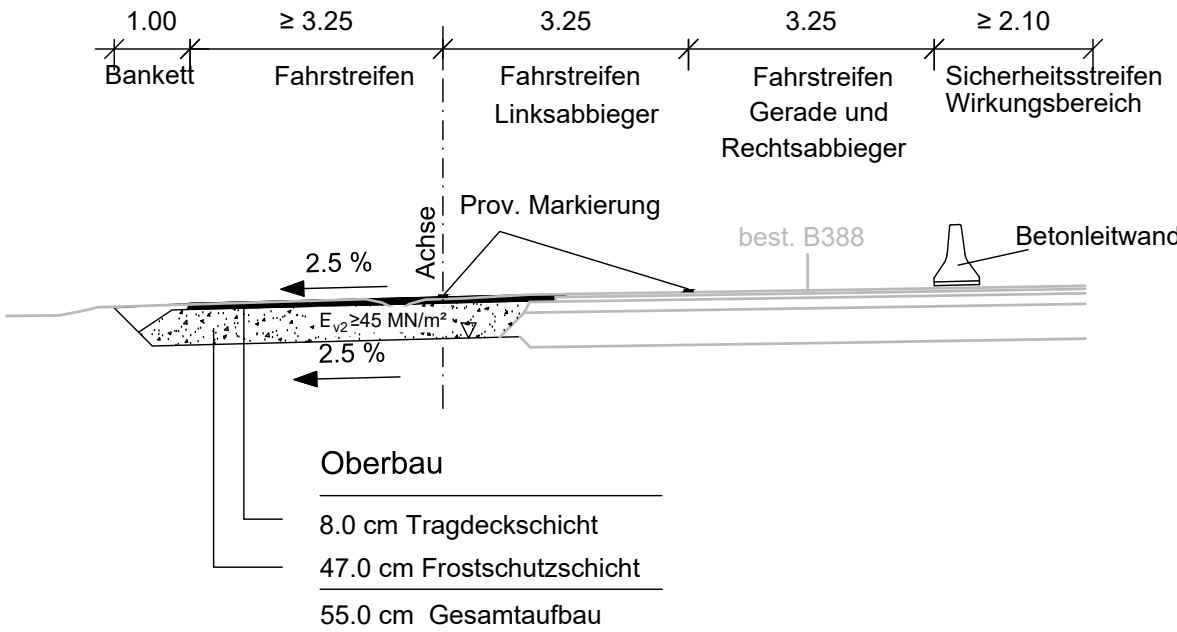 1.00 ≥ 3.25 3.25 3.25 ≥ 2.10
Bankett Fahrstreifen Fahrstreifen Fahrstreifen Sicherheitsstreifen
Linksabbieger Gerade und Wirkungsbereich
Rechtsabbieger
Achse
Prov. Markierung
best. B388
Betonleitwand
2.5 %
Ev2 ≥45 MN/m²
2.5 %
Oberbau
8.0 cm Tragdeckschicht
47.0 cm Frostschutzschicht
55.0 cm Gesamtaufbau